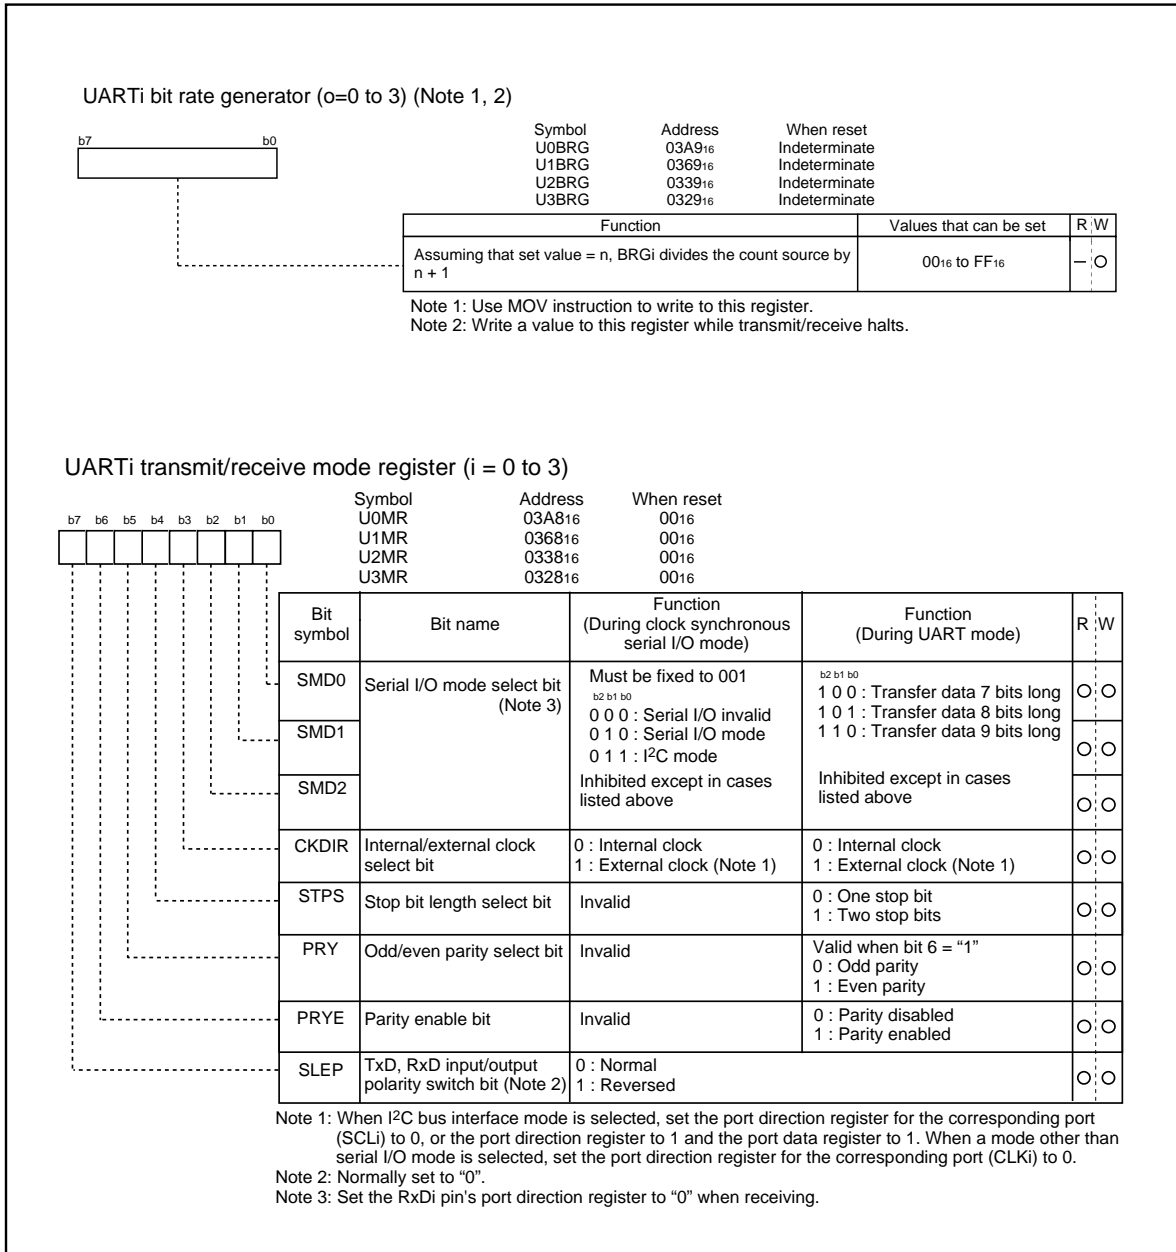 UARTi bit rate generator (o=0 to 3) (Note 1, 2)
b7 b0
Symbol Address When reset
U0BRG 03A916 Indeterminate
U1BRG 036916 Indeterminate
U2BRG 033916 Indeterminate
U3BRG 032916 Indeterminate
Function Values that can be set R W
Assuming that set value = n, BRGi divides the count source by
n + 1
0016 to FF16
Note 1: Use MOV instruction to write to this register.
Note 2: Write a value to this register while transmit/receive halts.
UARTi transmit/receive mode register (i = 0 to 3)
Symbol Address When reset
U0MR 03A816 0016
U1MR 036816 0016
U2MR 033816 0016
U3MR 032816 0016
b7 b6 b5 b4 b3 b2 b1 b0
Bit
symbol
Bit name
Function
(During clock synchronous
serial I/O mode)
Function
(During UART mode)
R W
SMD0
SMD1
SMD2
Serial I/O mode select bit
(Note 3)
Must be fixed to 001
b2 b1 b0
0 0 0 : Serial I/O invalid
0 1 0 : Serial I/O mode
0 1 1 : I2C mode
Inhibited except in cases
listed above
b2 b1 b0
1 0 0 : Transfer data 7 bits long
1 0 1 : Transfer data 8 bits long
1 1 0 : Transfer data 9 bits long
Inhibited except in cases
listed above
CKDIR
Internal/external clock
select bit
0 : Internal clock
1 : External clock (Note 1)
0 : Internal clock
1 : External clock (Note 1)
STPS
Stop bit length select bit
Invalid
0 : One stop bit
1 : Two stop bits
PRY
Odd/even parity select bit
Invalid
Valid when bit 6 = “1”
0 : Odd parity
1 : Even parity
PRYE
Parity enable bit
Invalid
0 : Parity disabled
1 : Parity enabled
SLEP
TxD, RxD input/output
polarity switch bit (Note 2)
0 : Normal
1 : Reversed
Note 1: When I2C bus interface mode is selected, set the port direction register for the corresponding port
(SCLi) to 0, or the port direction register to 1 and the port data register to 1. When a mode other than
serial I/O mode is selected, set the port direction register for the corresponding port (CLKi) to 0.
Note 2: Normally set to “0”.
Note 3: Set the RxDi pin's port direction register to “0” when receiving.